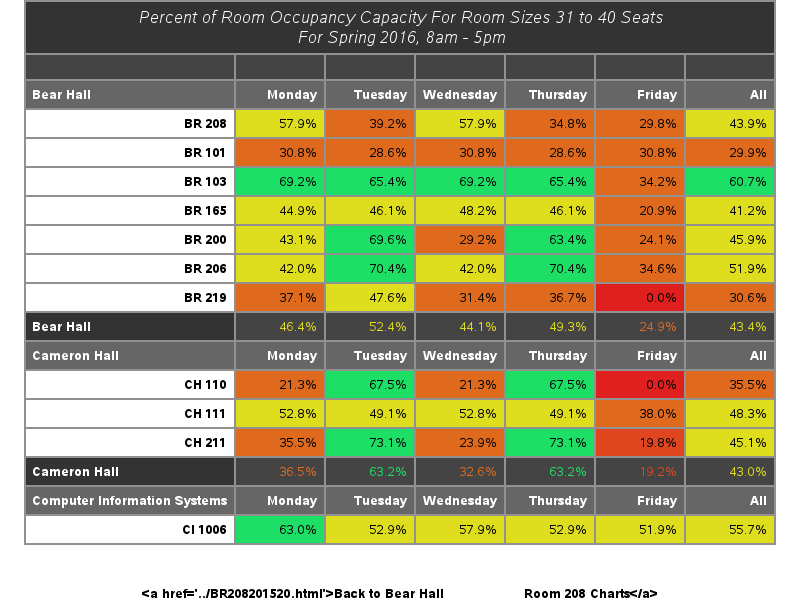 Percent of Room Occupancy Capacity For Room Sizes 31 to 40 Seats
For Spring 2016, 8am - 5pm
Bear Hall Monday Tuesday Wednesday Thursday Friday All
BR 208 57.9% 39.2% 57.9% 34.8% 29.8% 43.9%
BR 101 30.8% 28.6% 30.8% 28.6% 30.8% 29.9%
BR 103 69.2% 65.4% 69.2% 65.4% 34.2% 60.7%
BR 165 44.9% 46.1% 48.2% 46.1% 20.9% 41.2%
BR 200 43.1% 69.6% 29.2% 63.4% 24.1% 45.9%
BR 206 42.0% 70.4% 42.0% 70.4% 34.6% 51.9%
BR 219 37.1% 47.6% 31.4% 36.7% 0.0% 30.6%
Bear Hall 46.4% 52.4% 44.1% 49.3% 24.9% 43.4%
Cameron Hall Monday Tuesday Wednesday Thursday Friday All
CH 110 21.3% 67.5% 21.3% 67.5% 0.0% 35.5%
CH 111 52.8% 49.1% 52.8% 49.1% 38.0% 48.3%
CH 211 35.5% 73.1% 23.9% 73.1% 19.8% 45.1%
Cameron Hall 36.5% 63.2% 32.6% 63.2% 19.2% 43.0%
Computer Information Systems Monday Tuesday Wednesday Thursday Friday All
CI 1006 63.0% 52.9% 57.9% 52.9% 51.9% 55.7%
<a href='../BR208201520.html'>Back to Bear Hall Room 208 Charts</a>